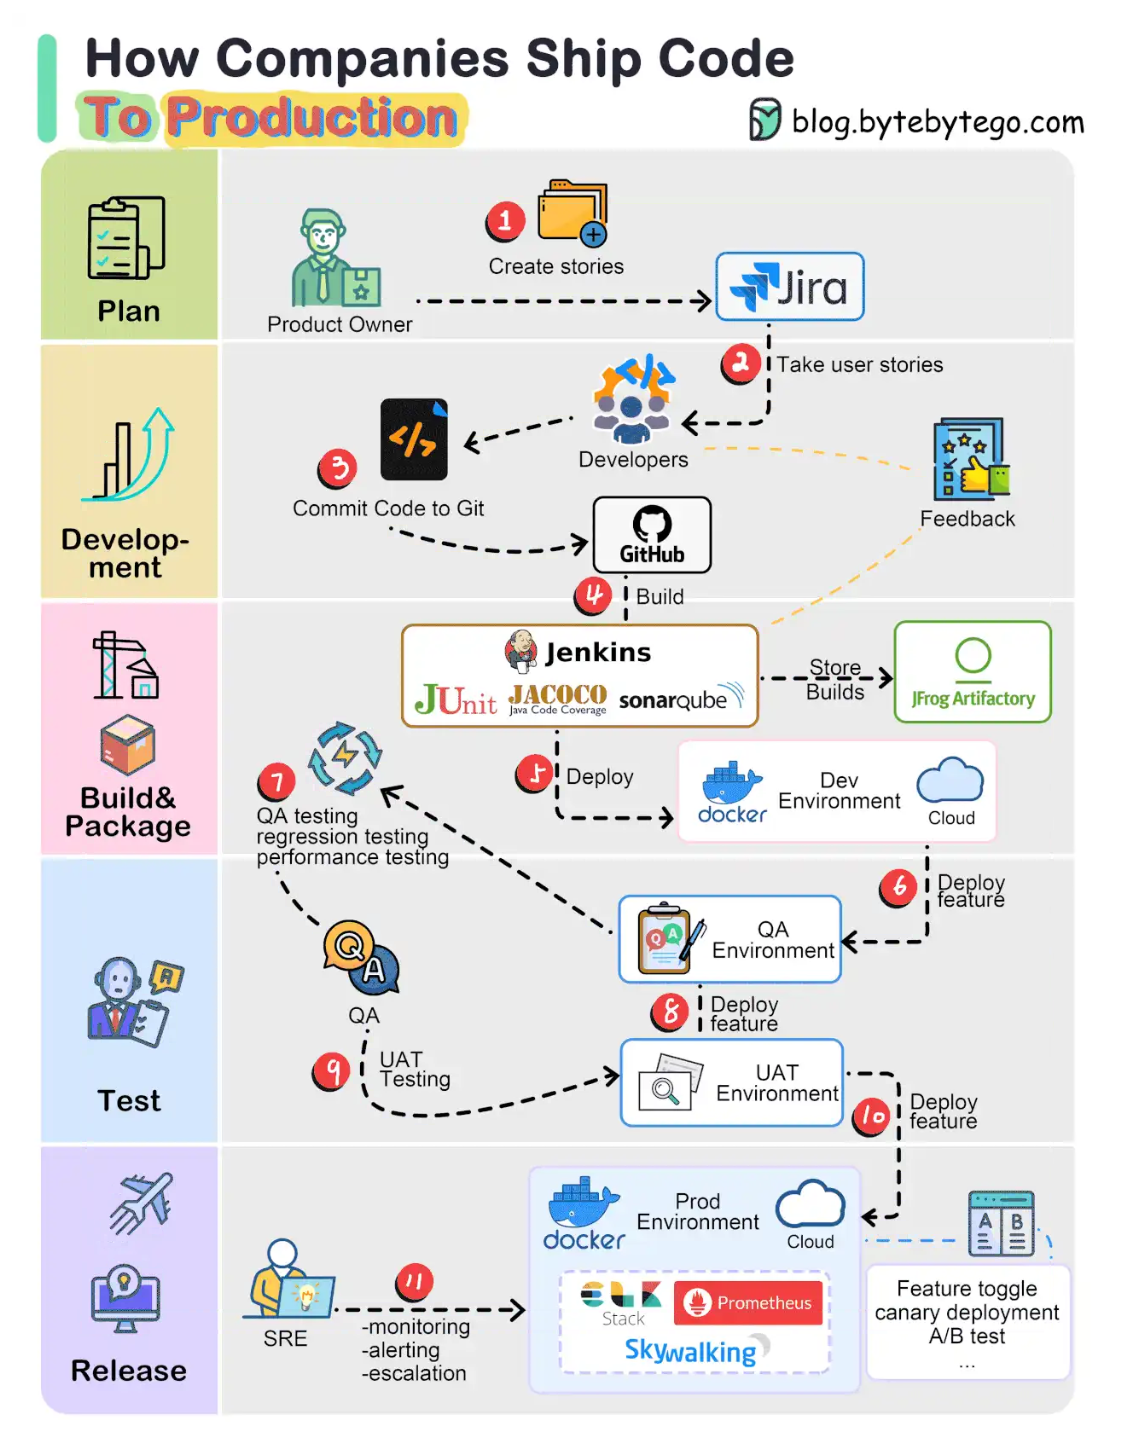 How Companies Ship Code
To Production
blog.bytebytego.com
Plan
1
Create stories
Product Owner
Jira
2
Take user stories
Develop-
ment
Developers
</>
</>
3
Commit Code to Git
GitHub
Feedback
4
Build
Build&
Package
Jenkins
JUnit
JACOCO
Java Code Coverage
sonarqube
Store
Builds
JFrog Artifactory
5
Deploy
docker
Dev
Environment
Cloud
7
QA testing
regression testing
performance testing
6
Deploy
feature
Test
A
Q A
QA
Environment
Q
A
QA
8
Deploy
feature
9
UAT
Testing
UAT
Environment
10
Deploy
feature
Release
docker
Prod
Environment
Cloud
A B
SRE
11
-monitoring
-alerting
-escalation
ELK
Stack
Prometheus
Skywalking
Feature toggle
canary deployment
A/B test
...